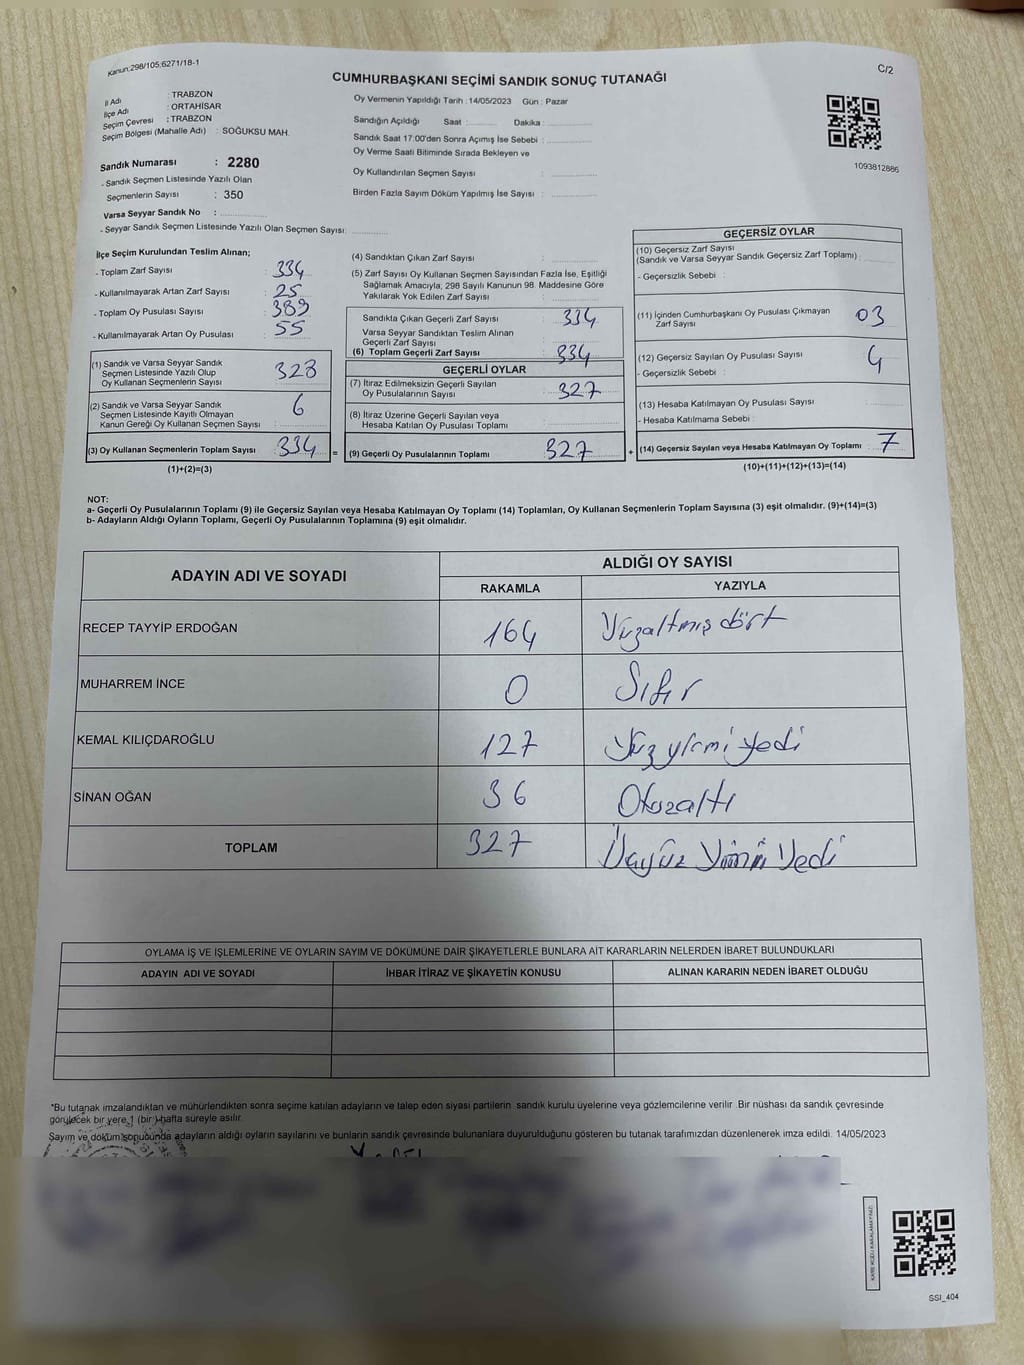 Kanun:298/105;6271/18-1
C/2
CUMHURBAŞKANI SEÇİMİ SANDIK SONUÇ TUTANAĞI
İl Adı : TRABZON
İlçe Adı : ORTAHİSAR
Seçim Çevresi : TRABZON
Seçim Bölgesi (Mahalle Adı) : SOĞUKSU MAH.
Sandık Numarası : 2280
- Sandık Seçmen Listesinde Yazılı Olan
Seçmenlerin Sayısı : 350
Varsa Seyyar Sandık No :
- Seyyar Sandık Seçmen Listesinde Yazılı Olan Seçmen Sayısı:
Oy Vermenin Yapıldığı Tarih : 14/05/2023 Gün : Pazar
Sandığın Açıldığı Saat : Dakika :
Sandık Saat 17:00'den Sonra Açımış İse Sebebi :
Oy Verme Saati Bitiminde Sırada Bekleyen ve
Oy Kullandırılan Seçmen Sayısı :
Birden Fazla Sayım Döküm Yapılmış İse Sayısı :
1093812886
İlçe Seçim Kurulundan Teslim Alınan;
- Toplam Zarf Sayısı : 334
- Kullanılmayarak Artan Zarf Sayısı : 25
- Toplam Oy Pusulası Sayısı : 389
- Kullanılmayarak Artan Oy Pusulası : 55
(1) Sandık ve Varsa Seyyar Sandık
Seçmen Listesinde Yazılı Olup
Oy Kullanan Seçmenlerin Sayısı : 328
(2) Sandık ve Varsa Seyyar Sandık
Seçmen Listesinde Kayıtlı Olmayan
Kanun Gereği Oy Kullanan Seçmen Sayısı : 6
(3) Oy Kullanan Seçmenlerin Toplam Sayısı : 334 =
(1)+(2)=(3)
(4) Sandıktan Çıkan Zarf Sayısı :
(5) Zarf Sayısı Oy Kullanan Seçmen Sayısından Fazla İse, Eşitliği
Sağlamak Amacıyla; 298 Sayılı Kanunun 98. Maddesine Göre
Yakılarak Yok Edilen Zarf Sayısı :
Sandıkta Çıkan Geçerli Zarf Sayısı : 334
Varsa Seyyar Sandıktan Teslim Alınan
Geçerli Zarf Sayısı :
(6) Toplam Geçerli Zarf Sayısı : 334
GEÇERLİ OYLAR
(7) İtiraz Edilmeksizin Geçerli Sayılan
Oy Pusulasının Sayısı : 327
(8) İtiraz Üzerine Geçerli Sayılan veya
Hesaba Katılan Oy Pusulası Toplamı :
(9) Geçerli Oy Pusulalarının Toplamı : 327 +
GEÇERSİZ OYLAR
(10) Geçersiz Zarf Sayısı
(Sandık ve Varsa Seyyar Sandık Geçersiz Zarf Toplamı) :
- Geçersizlik Sebebi :
(11) İçinden Cumhurbaşkanı Oy Pusulası Çıkmayan
Zarf Sayısı : 03
(12) Geçersiz Sayılan Oy Pusulası Sayısı : 4
- Geçersizlik Sebebi :
(13) Hesaba Katılmayan Oy Pusulası Sayısı :
- Hesaba Katılmama Sebebi :
(14) Geçersiz Sayılan veya Hesaba Katılmayan Oy Toplamı : 7
(10)+(11)+(12)+(13)=(14)
NOT:
a- Geçerli Oy Pusulalarının Toplamı (9) ile Geçersiz Sayılan veya Hesaba Katılmayan Oy Toplamı (14) Toplamları, Oy Kullanan Seçmenlerin Toplam Sayısına (3) eşit olmalıdır. (9)+(14)=(3)
b- Adayların Aldığı Oyların Toplamı, Geçerli Oy Pusulalarının Toplamına (9) eşit olmalıdır.
ADAYIN ADI VE SOYADI
ALDIĞI OY SAYISI
RAKAMLA YAZIYLA
RECEP TAYYİP ERDOĞAN 164 Yüzaltmış dört
MUHARREM İNCE 0 Sıfır
KEMAL KILIÇDAROĞLU 127 Yüz yirmi yedi
SİNAN OĞAN 36 Otuzaltı
TOPLAM 327 Üçyüz Yirmi Yedi
OYLAMA İŞ VE İŞLEMLERİNE VE OYLARIN SAYIM VE DÖKÜMÜNE DAİR ŞİKAYETLERLE BUNLARA AİT KARARLARIN NELERDEN İBARET BULUNDUKLARI
ADAYIN ADI VE SOYADI İHBAR İTİRAZ VE ŞİKAYETİN KONUSU ALINAN KARARIN NEDEN İBARET OLDUĞU
*Bu tutanak imzalandıktan ve mühürlendikten sonra seçime katılan adayların ve talep eden siyasi partilerin sandık kurulu üyelerine veya gözlemcilerine verilir .Bir nüshası da sandık çevresinde
görülecek bir yere 1 (bir) hafta süreyle asılır.
Sayım ve döküm sonucunda adayların aldığı oyların sayılarını ve bunların sandık çevresinde bulunanlara duyurulduğunu gösteren bu tutanak tarafımızdan düzenlenerek imza edildi. 14/05/2023
KARE KODU KARALAMAYINIZ
SSI_404